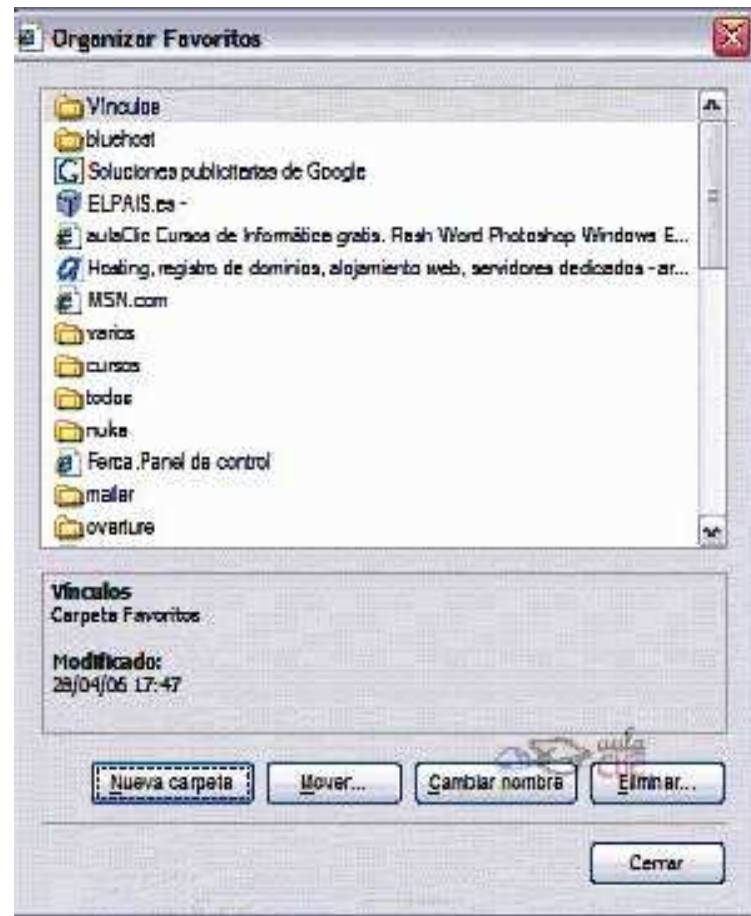 Organizar Favoritos
Vínculos
bluehost
Soluciones publicitarias de Google
ELPAIS.es -
aulaClic Cursos de Informática gratis. Flash Word Photoshop Windows E...
Hosting, registro de dominios, alojamiento web, servidores dedicados - ar...
MSN.com
varios
cursos
todos
nuke
Ferca.Panel de control
mailer
overture
Vínculos
Carpeta Favoritos
Modificado:
28/04/06 17:47
aula
Clic
Nueva carpeta
Mover...
Cambiar nombre
Eliminar...
Cerrar